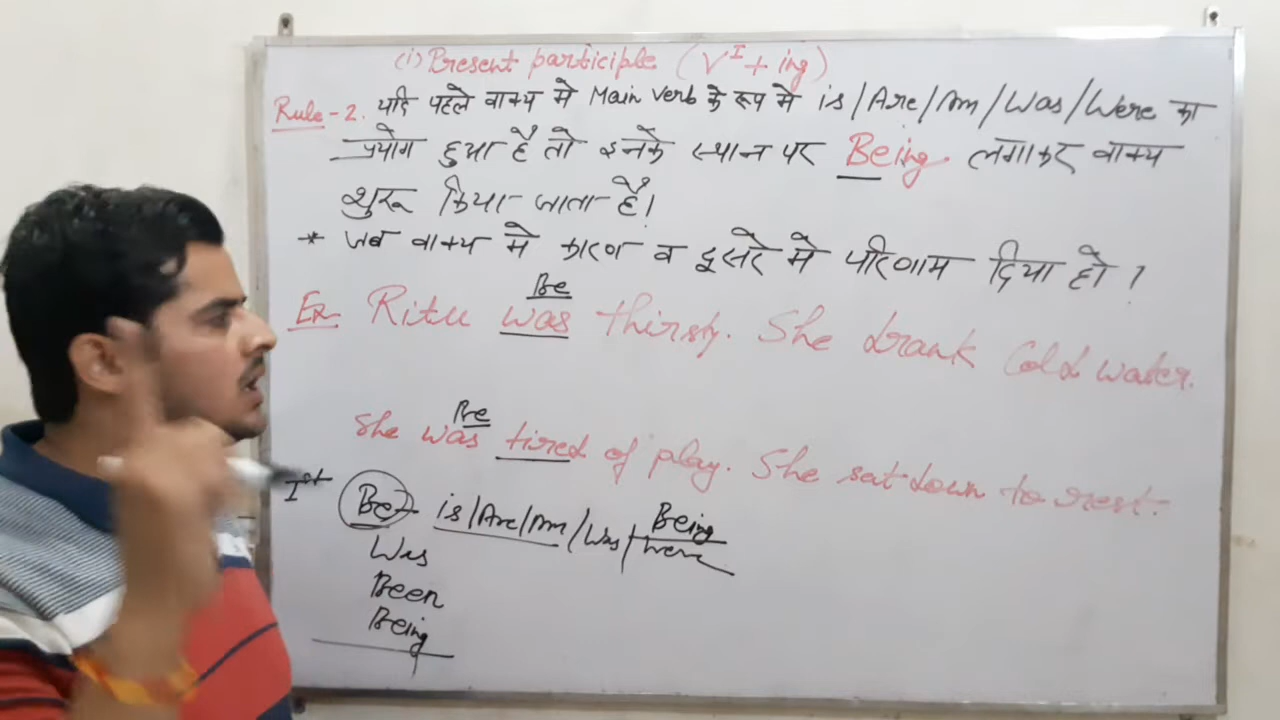 (i) Present participle (V I + ing)
Rule-2. यदि पहले वाक्य मे Main verb के रूप मे is/Are/Am/Was/Were का
प्रयोग हुया है तो इनके स्थान पर Being लगाकर वाक्य
शुरू किया जाता है।
* जब वाक्य मे कारण व दूसरे मे परिणाम दिया हो।
Be
Ex Ritu was thirsty. She drank Cold water.
Be
She was tired of play. She sat down to rest.
Ist Be - is/Are/Am/Was/Were
Being
Was
Been
Being